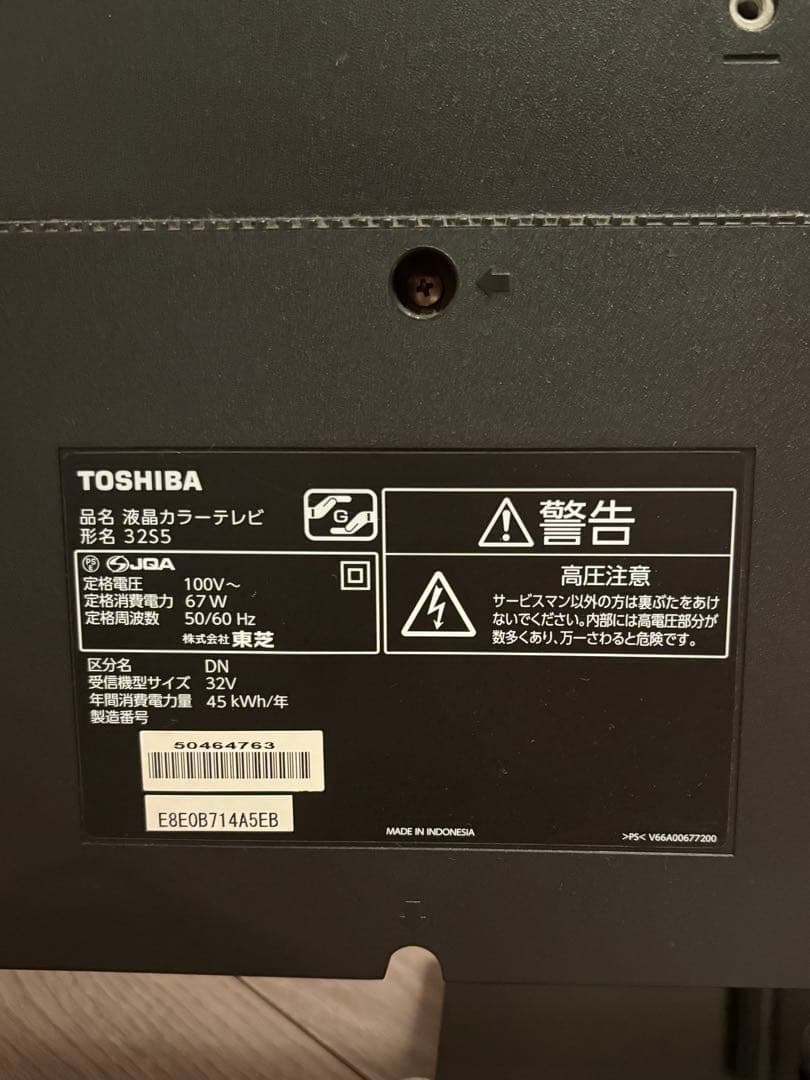 TOSHIBA
品名 液晶カラーテレビ
形名 32S5
G
PS E JQA
定格電圧 100V～
定格消費電力 67W
定格周波数 50/60 Hz
株式会社 東芝
区分名 DN
受信機型サイズ 32V
年間消費電力量 45 kWh/年
製造番号
50464763
E8E0B714A5EB
警告
高圧注意
サービスマン以外の方は裏ぶたをあけ
ないでください。内部には高電圧部分が
数多くあり、万一さわると危険です。
MADE IN INDONESIA
>PS< V66A00677200